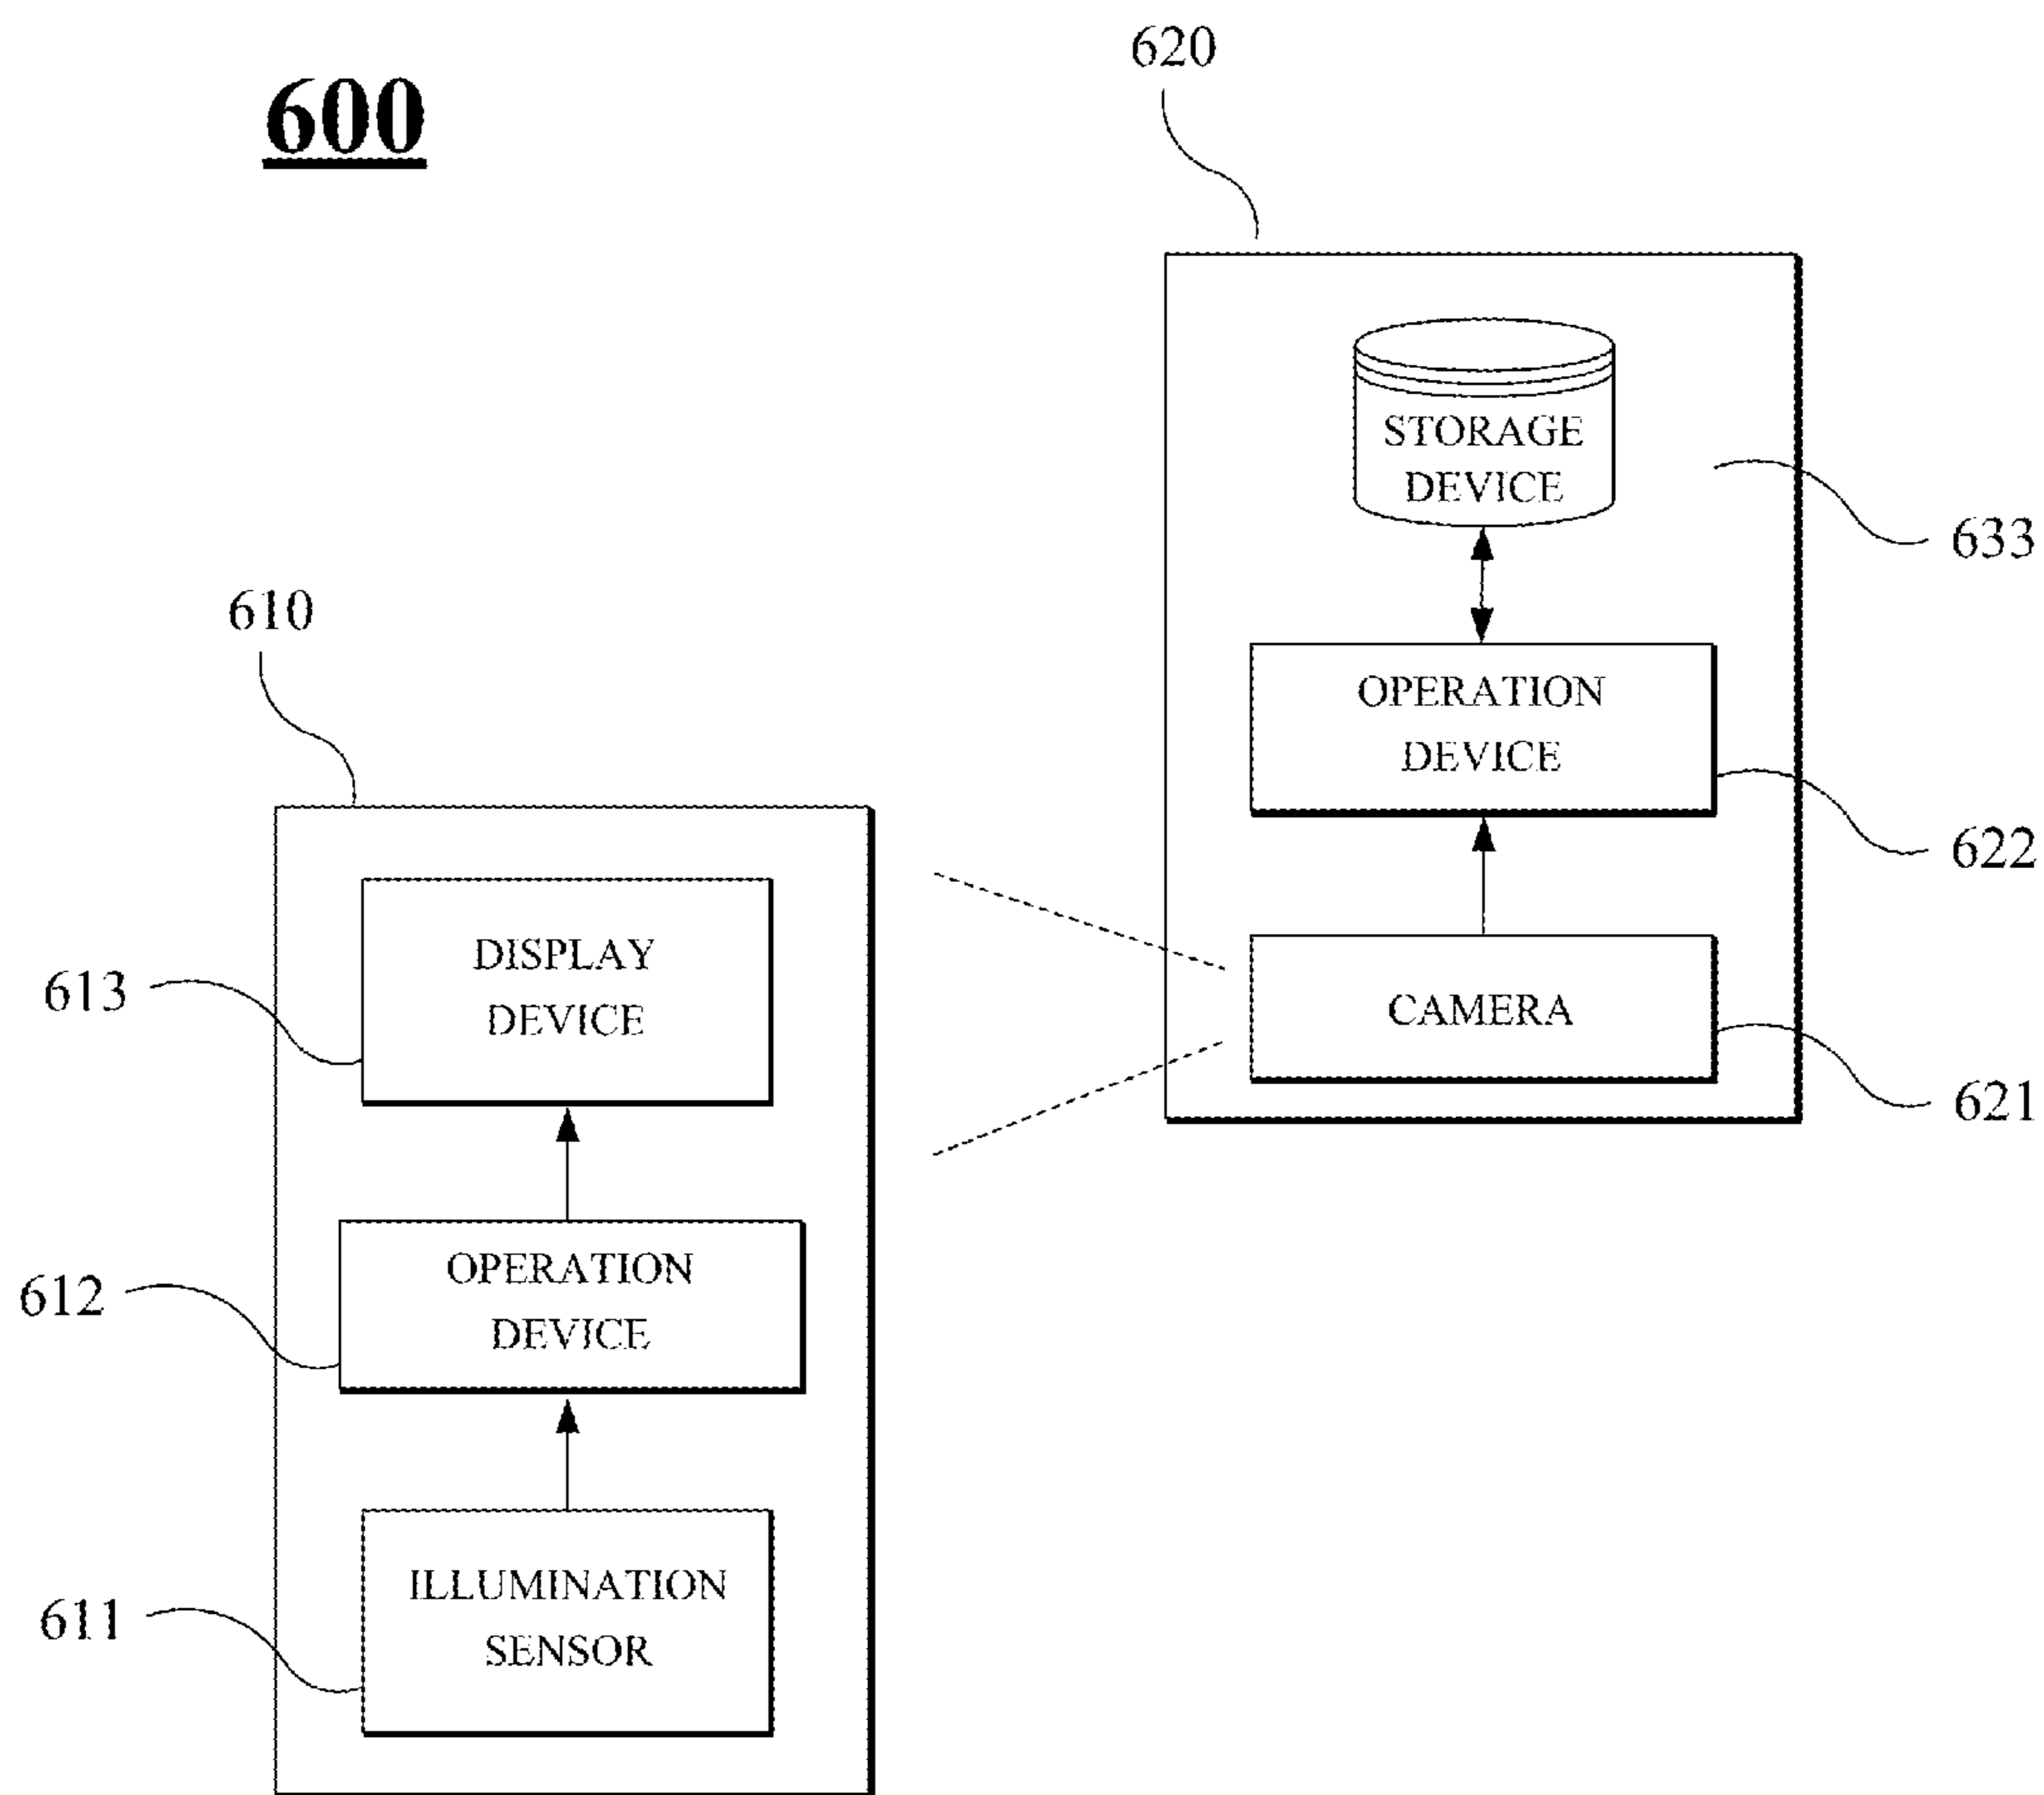 600
620
STORAGE
DEVICE
633
OPERATION
DEVICE
622
CAMERA
621
610
DISPLAY
DEVICE
613
OPERATION
DEVICE
612
ILLUMINATION
SENSOR
611